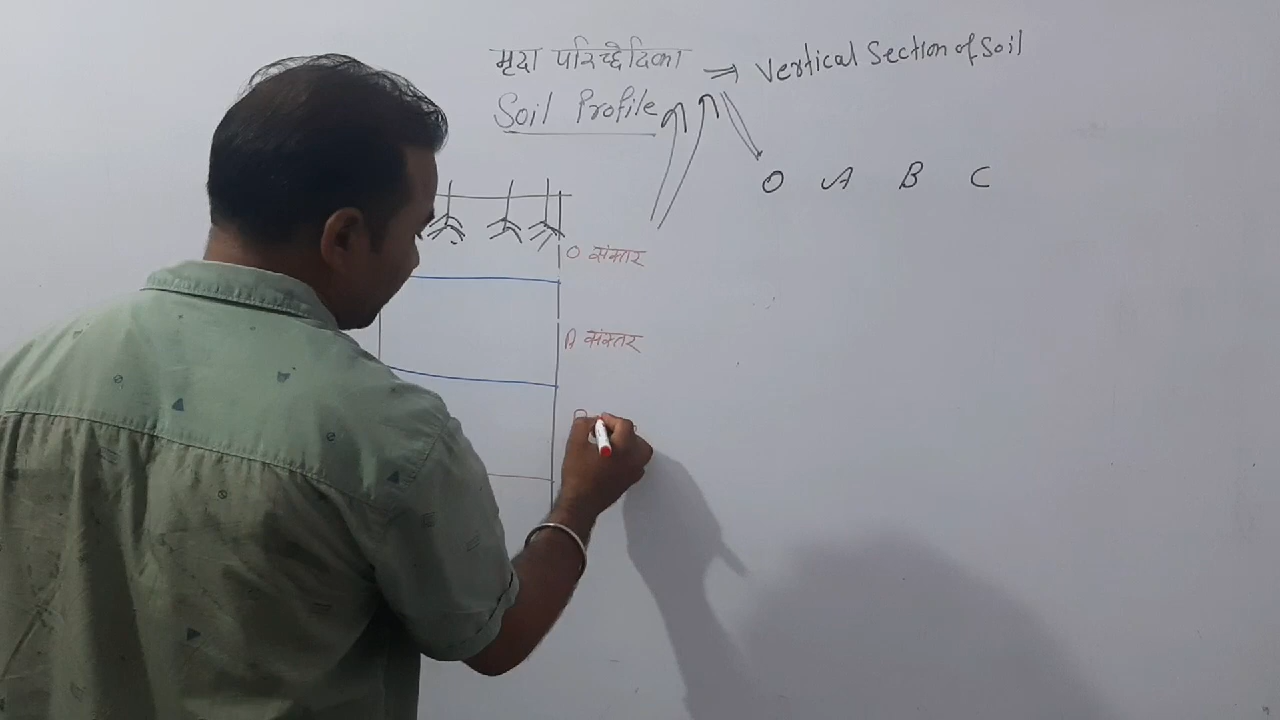 मृदा परिच्छेदिका ⇒ Vertical Section of Soil
Soil Profile
O A B C
O संस्तर
A संस्तर